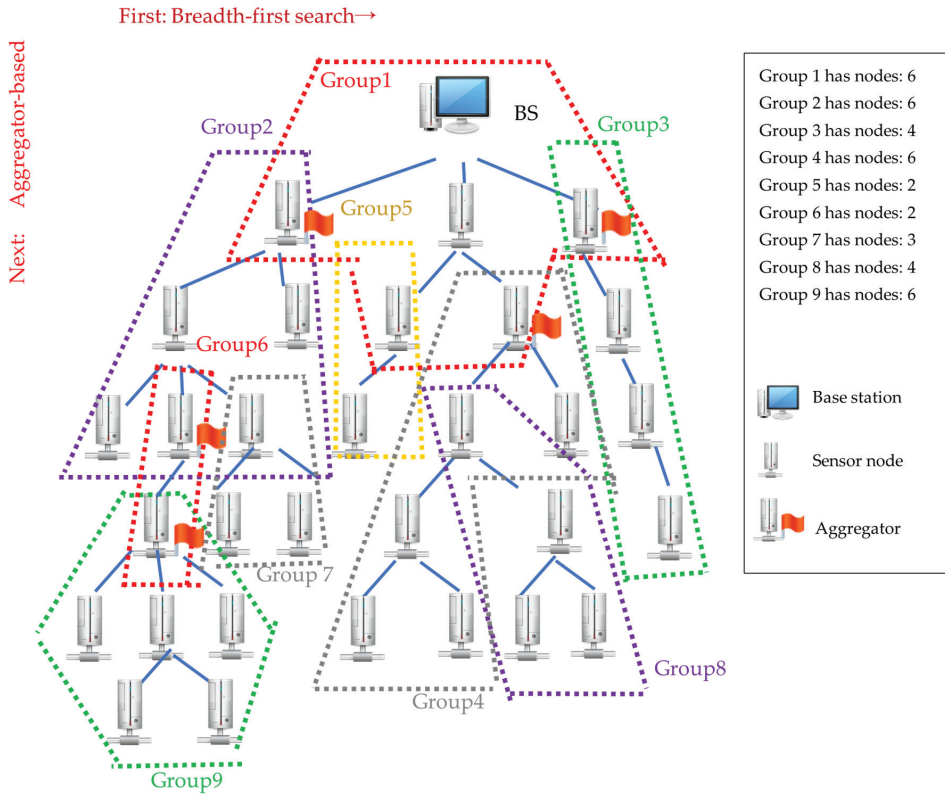 First: Breadth-first search→
Next: Aggregator-based
Group1
BS
Group2
Group3
Group5
Group6
Group 7
Group8
Group4
Group9
Group 1 has nodes: 6
Group 2 has nodes: 6
Group 3 has nodes: 4
Group 4 has nodes: 6
Group 5 has nodes: 2
Group 6 has nodes: 2
Group 7 has nodes: 3
Group 8 has nodes: 4
Group 9 has nodes: 6
Base station
Sensor node
Aggregator